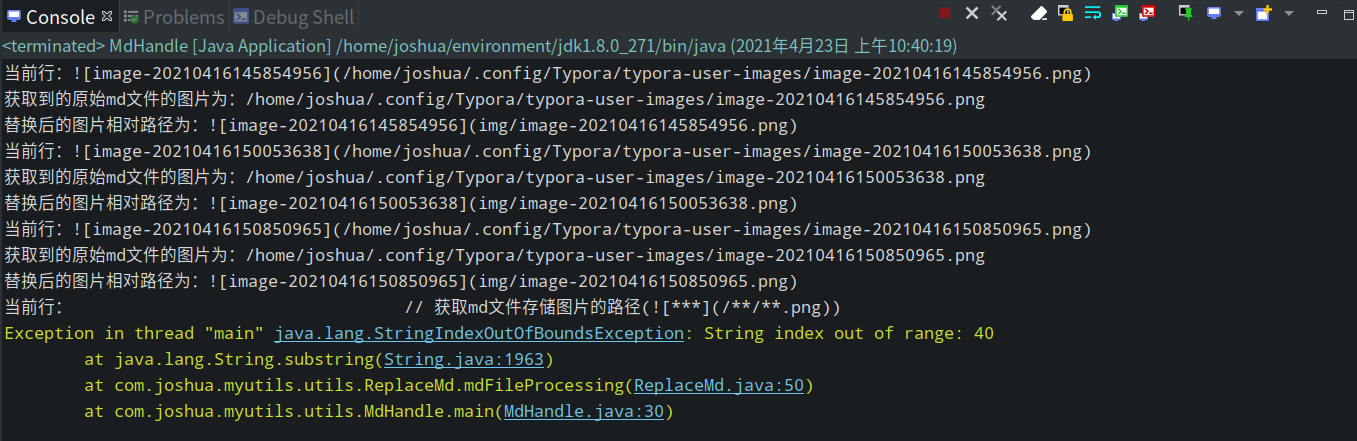 Console Problems Debug Shell
<terminated> MdHandle [Java Application] /home/joshua/environment/jdk1.8.0_271/bin/java (2021年4月23日 上午10:40:19)
当前行：![image-20210416145854956](/home/joshua/.config/Typora/typora-user-images/image-20210416145854956.png)
获取到的原始md文件的图片为：/home/joshua/.config/Typora/typora-user-images/image-20210416145854956.png
替换后的图片相对路径为：![image-20210416145854956](img/image-20210416145854956.png)
当前行：![image-20210416150053638](/home/joshua/.config/Typora/typora-user-images/image-20210416150053638.png)
获取到的原始md文件的图片为：/home/joshua/.config/Typora/typora-user-images/image-20210416150053638.png
替换后的图片相对路径为：![image-20210416150053638](img/image-20210416150053638.png)
当前行：![image-20210416150850965](/home/joshua/.config/Typora/typora-user-images/image-20210416150850965.png)
获取到的原始md文件的图片为：/home/joshua/.config/Typora/typora-user-images/image-20210416150850965.png
替换后的图片相对路径为：![image-20210416150850965](img/image-20210416150850965.png)
当前行： // 获取md文件存储图片的路径(![***](/**/**.png))
Exception in thread "main" java.lang.StringIndexOutOfBoundsException: String index out of range: 40
at java.lang.String.substring(String.java:1963)
at com.joshua.myutils.utils.ReplaceMd.mdFileProcessing(ReplaceMd.java:50)
at com.joshua.myutils.utils.MdHandle.main(MdHandle.java:30)